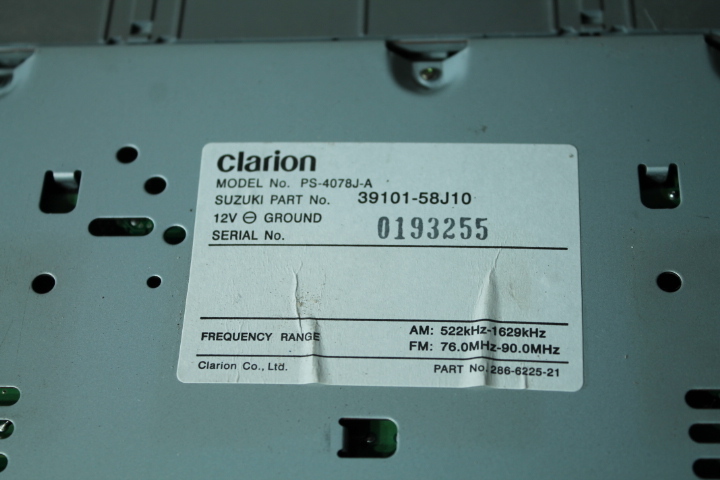 clarion
MODEL No. PS-4078J-A
SUZUKI PART No. 39101-58J10
12V ⊖ GROUND
SERIAL No. 0193255
FREQUENCY RANGE
AM: 522kHz-1629kHz
FM: 76.0MHz-90.0MHz
Clarion Co., Ltd. PART No. 286-6225-21